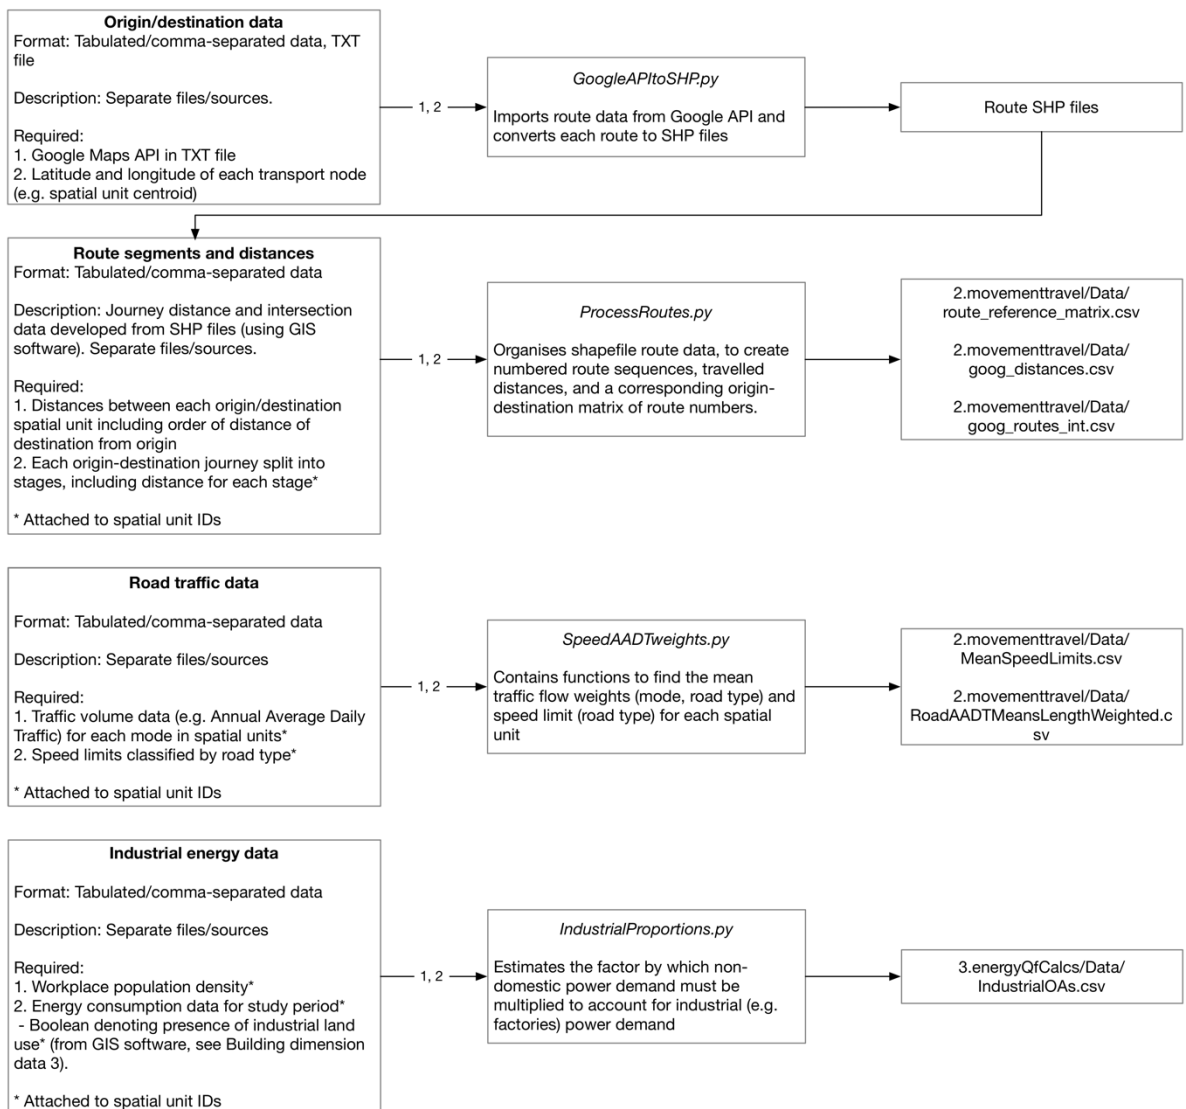 Origin/destination data
Format: Tabulated/comma-separated data, TXT
file
Description: Separate files/sources.
Required:
1. Google Maps API in TXT file
2. Latitude and longitude of each transport node
(e.g. spatial unit centroid)
1, 2
GoogleAPItoSHP.py
Imports route data from Google API and
converts each route to SHP files
Route SHP files
Route segments and distances
Format: Tabulated/comma-separated data
Description: Journey distance and intersection
data developed from SHP files (using GIS
software). Separate files/sources.
Required:
1. Distances between each origin/destination
spatial unit including order of distance of
destination from origin
2. Each origin-destination journey split into
stages, including distance for each stage*
* Attached to spatial unit IDs
1, 2
ProcessRoutes.py
Organises shapefile route data, to create
numbered route sequences, travelled
distances, and a corresponding origin-
destination matrix of route numbers.
2.movementtravel/Data/
route_reference_matrix.csv
2.movementtravel/Data/
goog_distances.csv
2.movementtravel/Data/
goog_routes_int.csv
Road traffic data
Format: Tabulated/comma-separated data
Description: Separate files/sources
Required:
1. Traffic volume data (e.g. Annual Average Daily
Traffic) for each mode in spatial units*
2. Speed limits classified by road type*
* Attached to spatial unit IDs
1, 2
SpeedAADTweights.py
Contains functions to find the mean
traffic flow weights (mode, road type) and
speed limit (road type) for each spatial
unit
2.movementtravel/Data/
MeanSpeedLimits.csv
2.movementtravel/Data/
RoadAADTMeansLengthWeighted.c
sv
Industrial energy data
Format: Tabulated/comma-separated data
Description: Separate files/sources
Required:
1. Workplace population density*
2. Energy consumption data for study period*
- Boolean denoting presence of industrial land
use* (from GIS software, see Building dimension
data 3).
* Attached to spatial unit IDs
1, 2
IndustrialProportions.py
Estimates the factor by which non-
domestic power demand must be
multiplied to account for industrial (e.g.
factories) power demand
3.energyQfCalcs/Data/
IndustrialOAs.csv